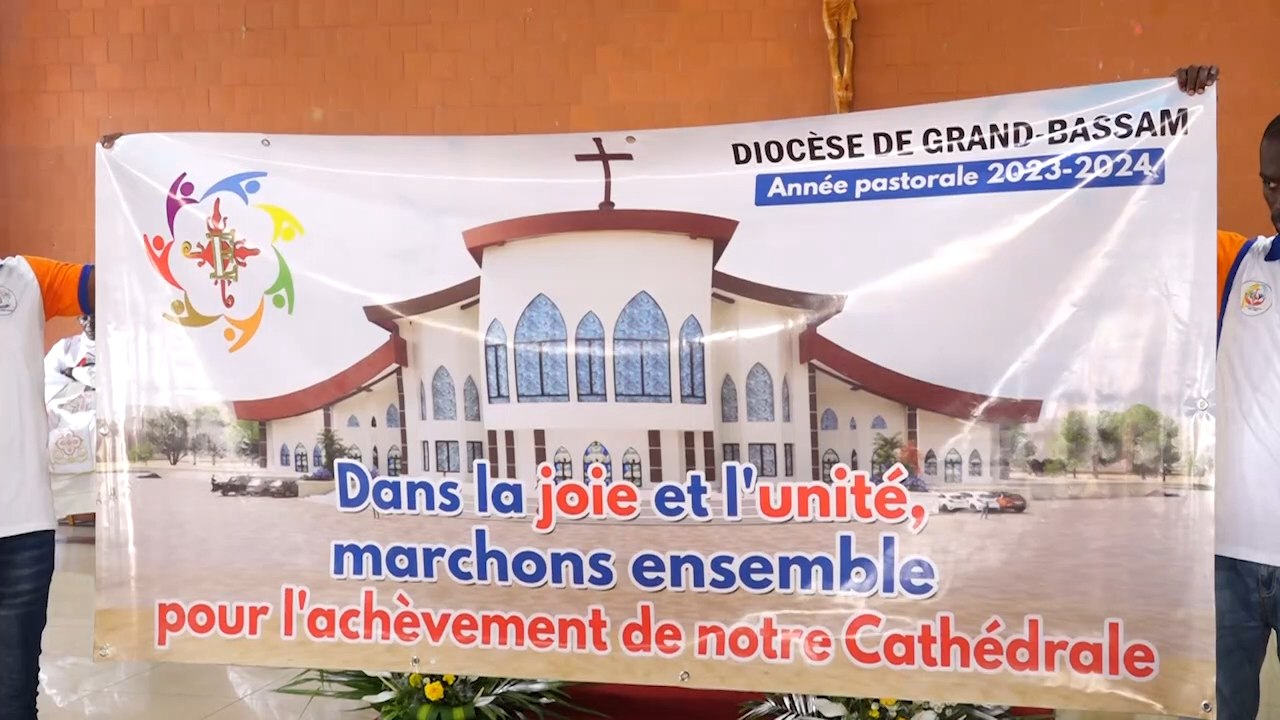 DIOCÈSE DE GRAND-BASSAM
Année pastorale 2023-2024
E
Dans la joie et l'unité,
marchons ensemble
pour l'achèvement de notre Cathédrale